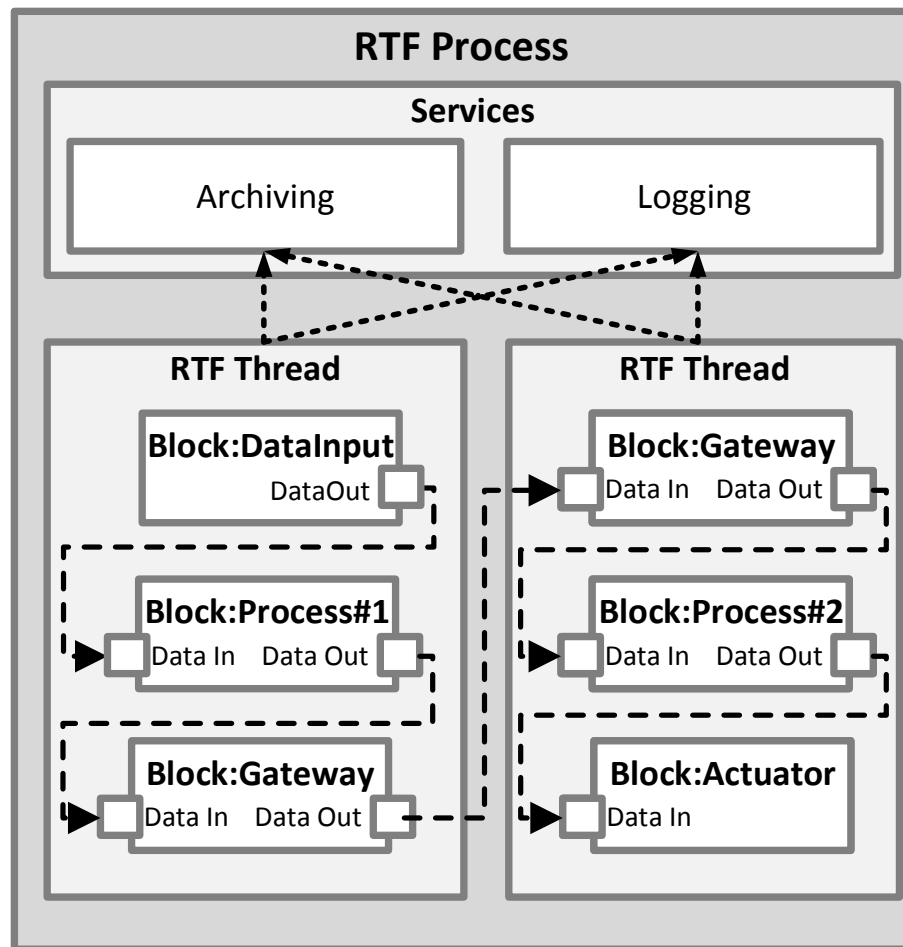 RTF Process
Services
Archiving
Logging
RTF Thread
Block:DataInput
DataOut
Block:Process#1
Data In Data Out
Block:Gateway
Data In Data Out
RTF Thread
Block:Gateway
Data In Data Out
Block:Process#2
Data In Data Out
Block:Actuator
Data In